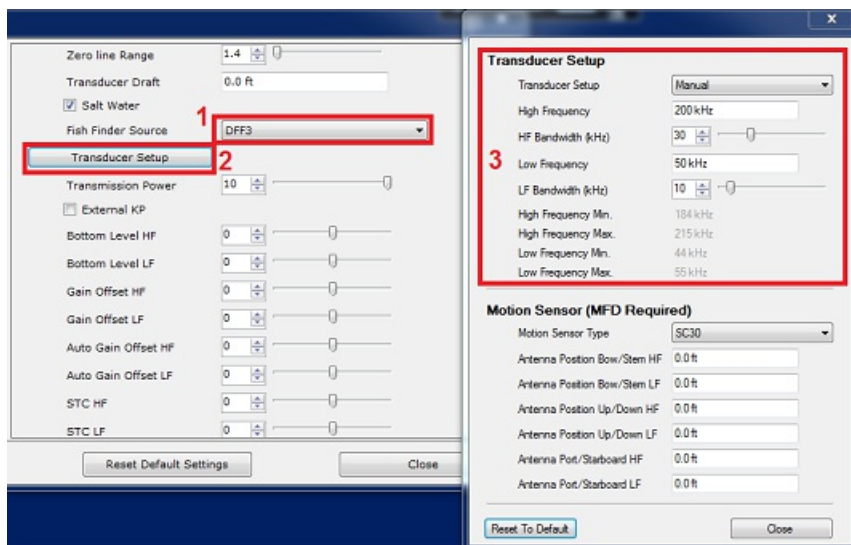 Zero line Range 1.4
Transducer Draft 0.0 ft
Salt Water
1
Fish Finder Source DFF3
Transducer Setup 2
Transmission Power 10
External KP
Bottom Level HF 0
Bottom Level LF 0
Gain Offset HF 0
Gain Offset LF 0
Auto Gain Offset HF 0
Auto Gain Offset LF 0
STC HF 0
STC LF 0
Reset Default Settings Close
x
Transducer Setup
Transducer Setup Manual
High Frequency 200 kHz
HF Bandwidth (kHz) 30
3 Low Frequency 50 kHz
LF Bandwidth (kHz) 10
High Frequency Min. 184 kHz
High Frequency Max. 215 kHz
Low Frequency Min. 44 kHz
Low Frequency Max. 55 kHz
Motion Sensor (MFD Required)
Motion Sensor Type SC30
Antenna Position Bow/Stern HF 0.0 ft
Antenna Position Bow/Stern LF 0.0 ft
Antenna Position Up/Down HF 0.0 ft
Antenna Position Up/Down LF 0.0 ft
Antenna Port/Starboard HF 0.0 ft
Antenna Port/Starboard LF 0.0 ft
Reset To Default Close